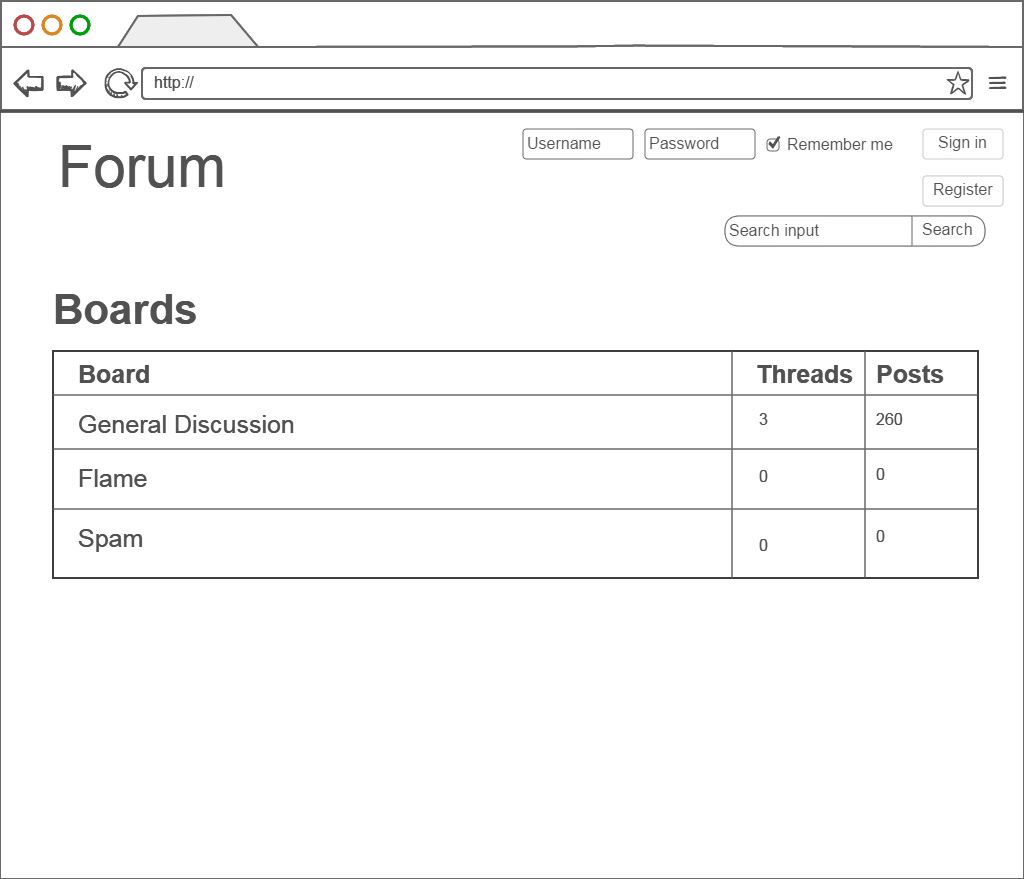 http://
Forum
Username Password Remember me Sign in
Register
Search input Search
Boards
Board Threads Posts
General Discussion 3 260
Flame 0 0
Spam 0 0